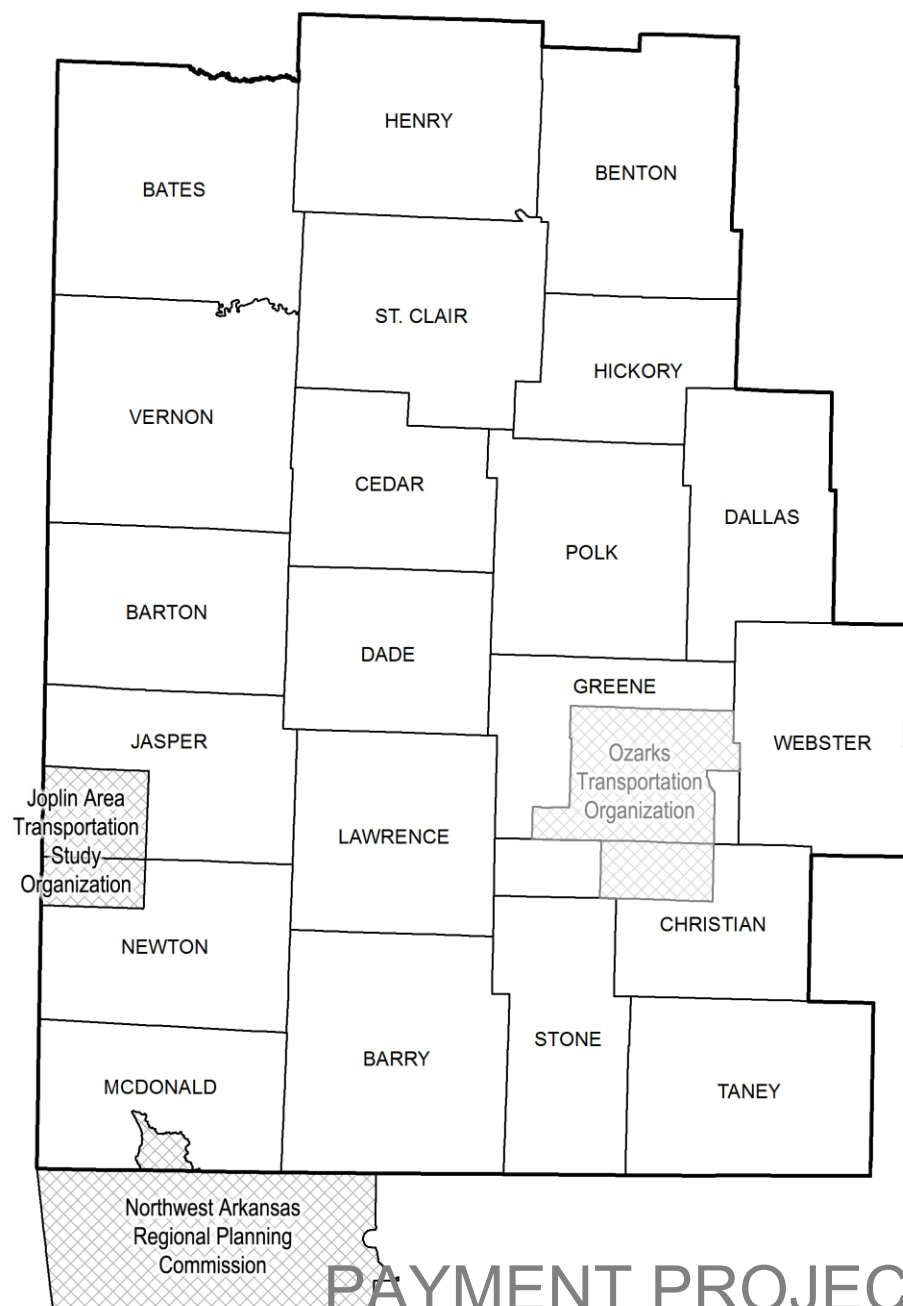 HENRY
BENTON
BATES
ST. CLAIR
HICKORY
VERNON
CEDAR
DALLAS
POLK
BARTON
DADE
GREENE
JASPER
WEBSTER
Ozarks
Transportation
Organization
Joplin Area
Transportation
Study
Organization
LAWRENCE
CHRISTIAN
NEWTON
STONE
BARRY
MCDONALD
TANEY
Northwest Arkansas
Regional Planning
Commission
PAYMENT PROJEC